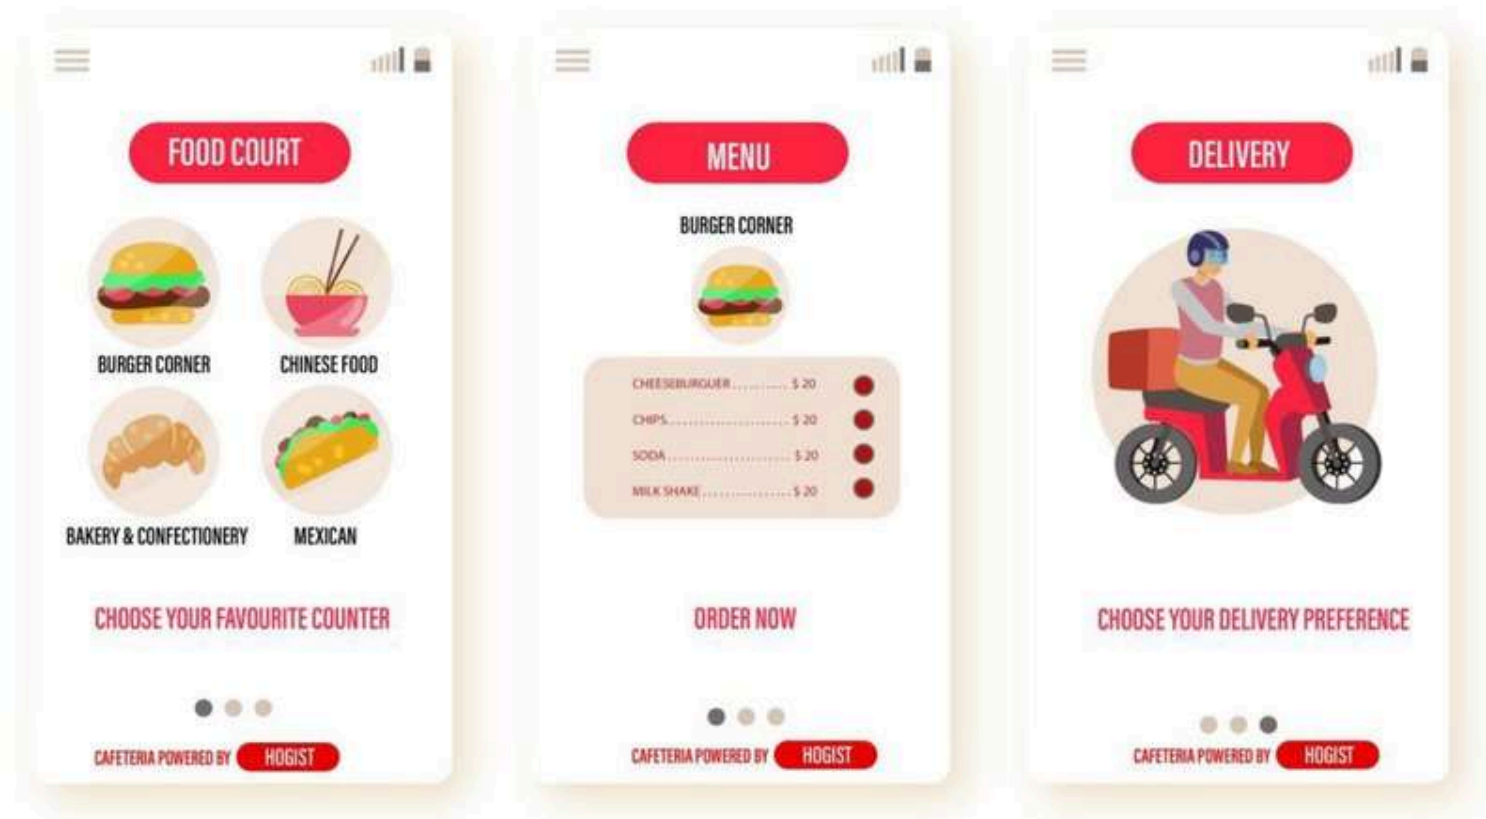 FOOD COURT
BURGER CORNER
CHINESE FOOD
BAKERY & CONFECTIONERY
MEXICAN
CHOOSE YOUR FAVOURITE COUNTER
CAFETERIA POWERED BY HOGIST
MENU
BURGER CORNER
CHEESEBURGUER........... $ 20
CHIPS...................... $ 20
SODA...................... $ 20
MILK SHAKE................ $ 20
ORDER NOW
CAFETERIA POWERED BY HOGIST
DELIVERY
CHOOSE YOUR DELIVERY PREFERENCE
CAFETERIA POWERED BY HOGIST